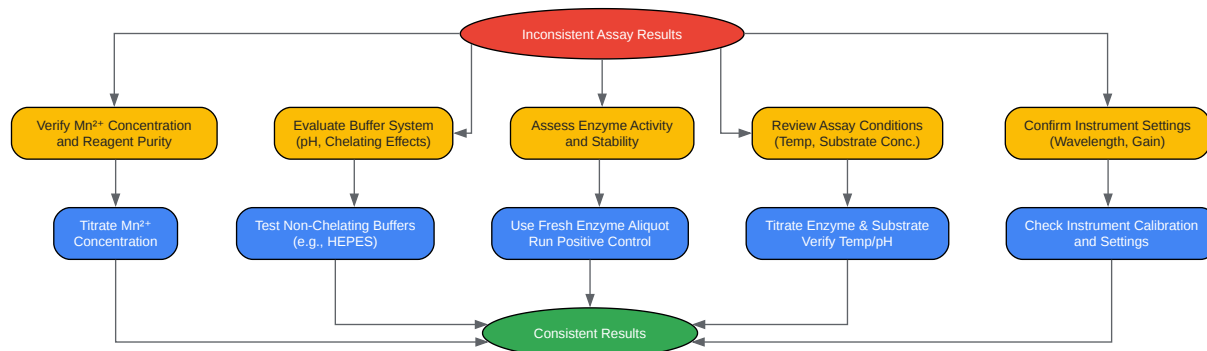 Inconsistent Assay Results
Verify Mn²⁺ Concentration
and Reagent Purity
Evaluate Buffer System
(pH, Chelating Effects)
Assess Enzyme Activity
and Stability
Review Assay Conditions
(Temp, Substrate Conc.)
Confirm Instrument Settings
(Wavelength, Gain)
Titrate Mn²⁺
Concentration
Test Non-Chelating Buffers
(e.g., HEPES)
Use Fresh Enzyme Aliquot
Run Positive Control
Titrate Enzyme & Substrate
Verify Temp/pH
Check Instrument Calibration
and Settings
Consistent Results